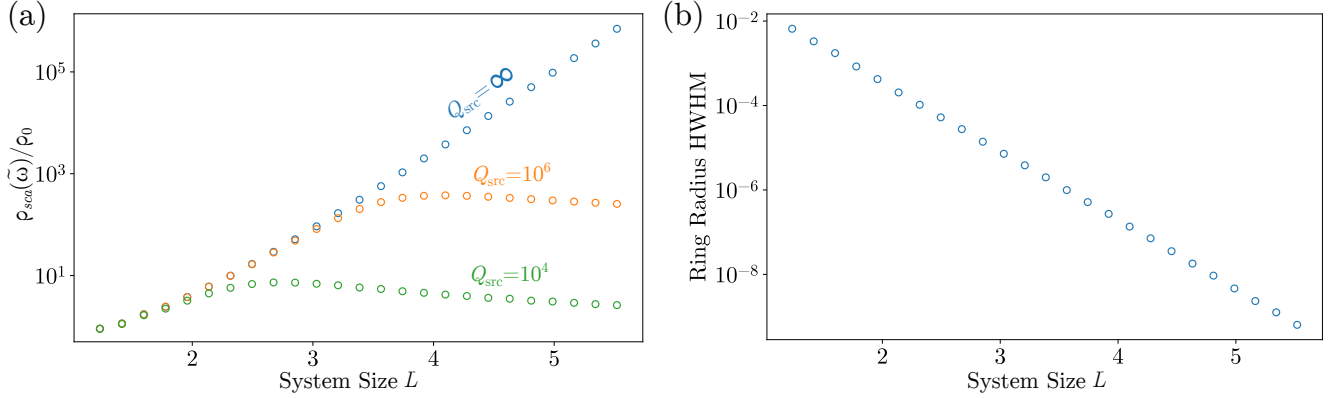 (a)
ρ_sca(ω̃)/ρ_0
10^5
10^3
10^1
Q_src=∞
Q_src=10^6
Q_src=10^4
2 3 4 5
System Size L
(b)
Ring Radius HWHM
10^−2
10^−4
10^−6
10^−8
2 3 4 5
System Size L